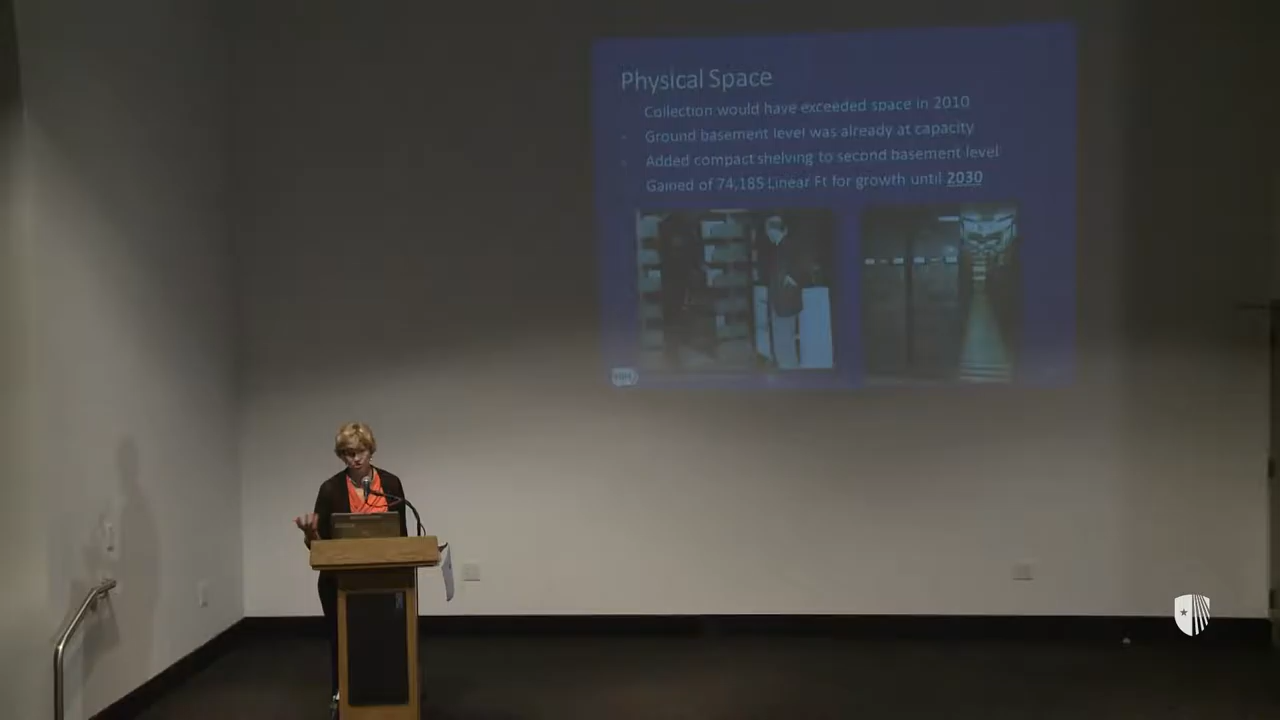 Physical Space
Collection would have exceeded space in 2010
Ground basement level was already at capacity
Added compact shelving to second basement level
Gained of 74,185 Linear Ft for growth until 2030
NIH